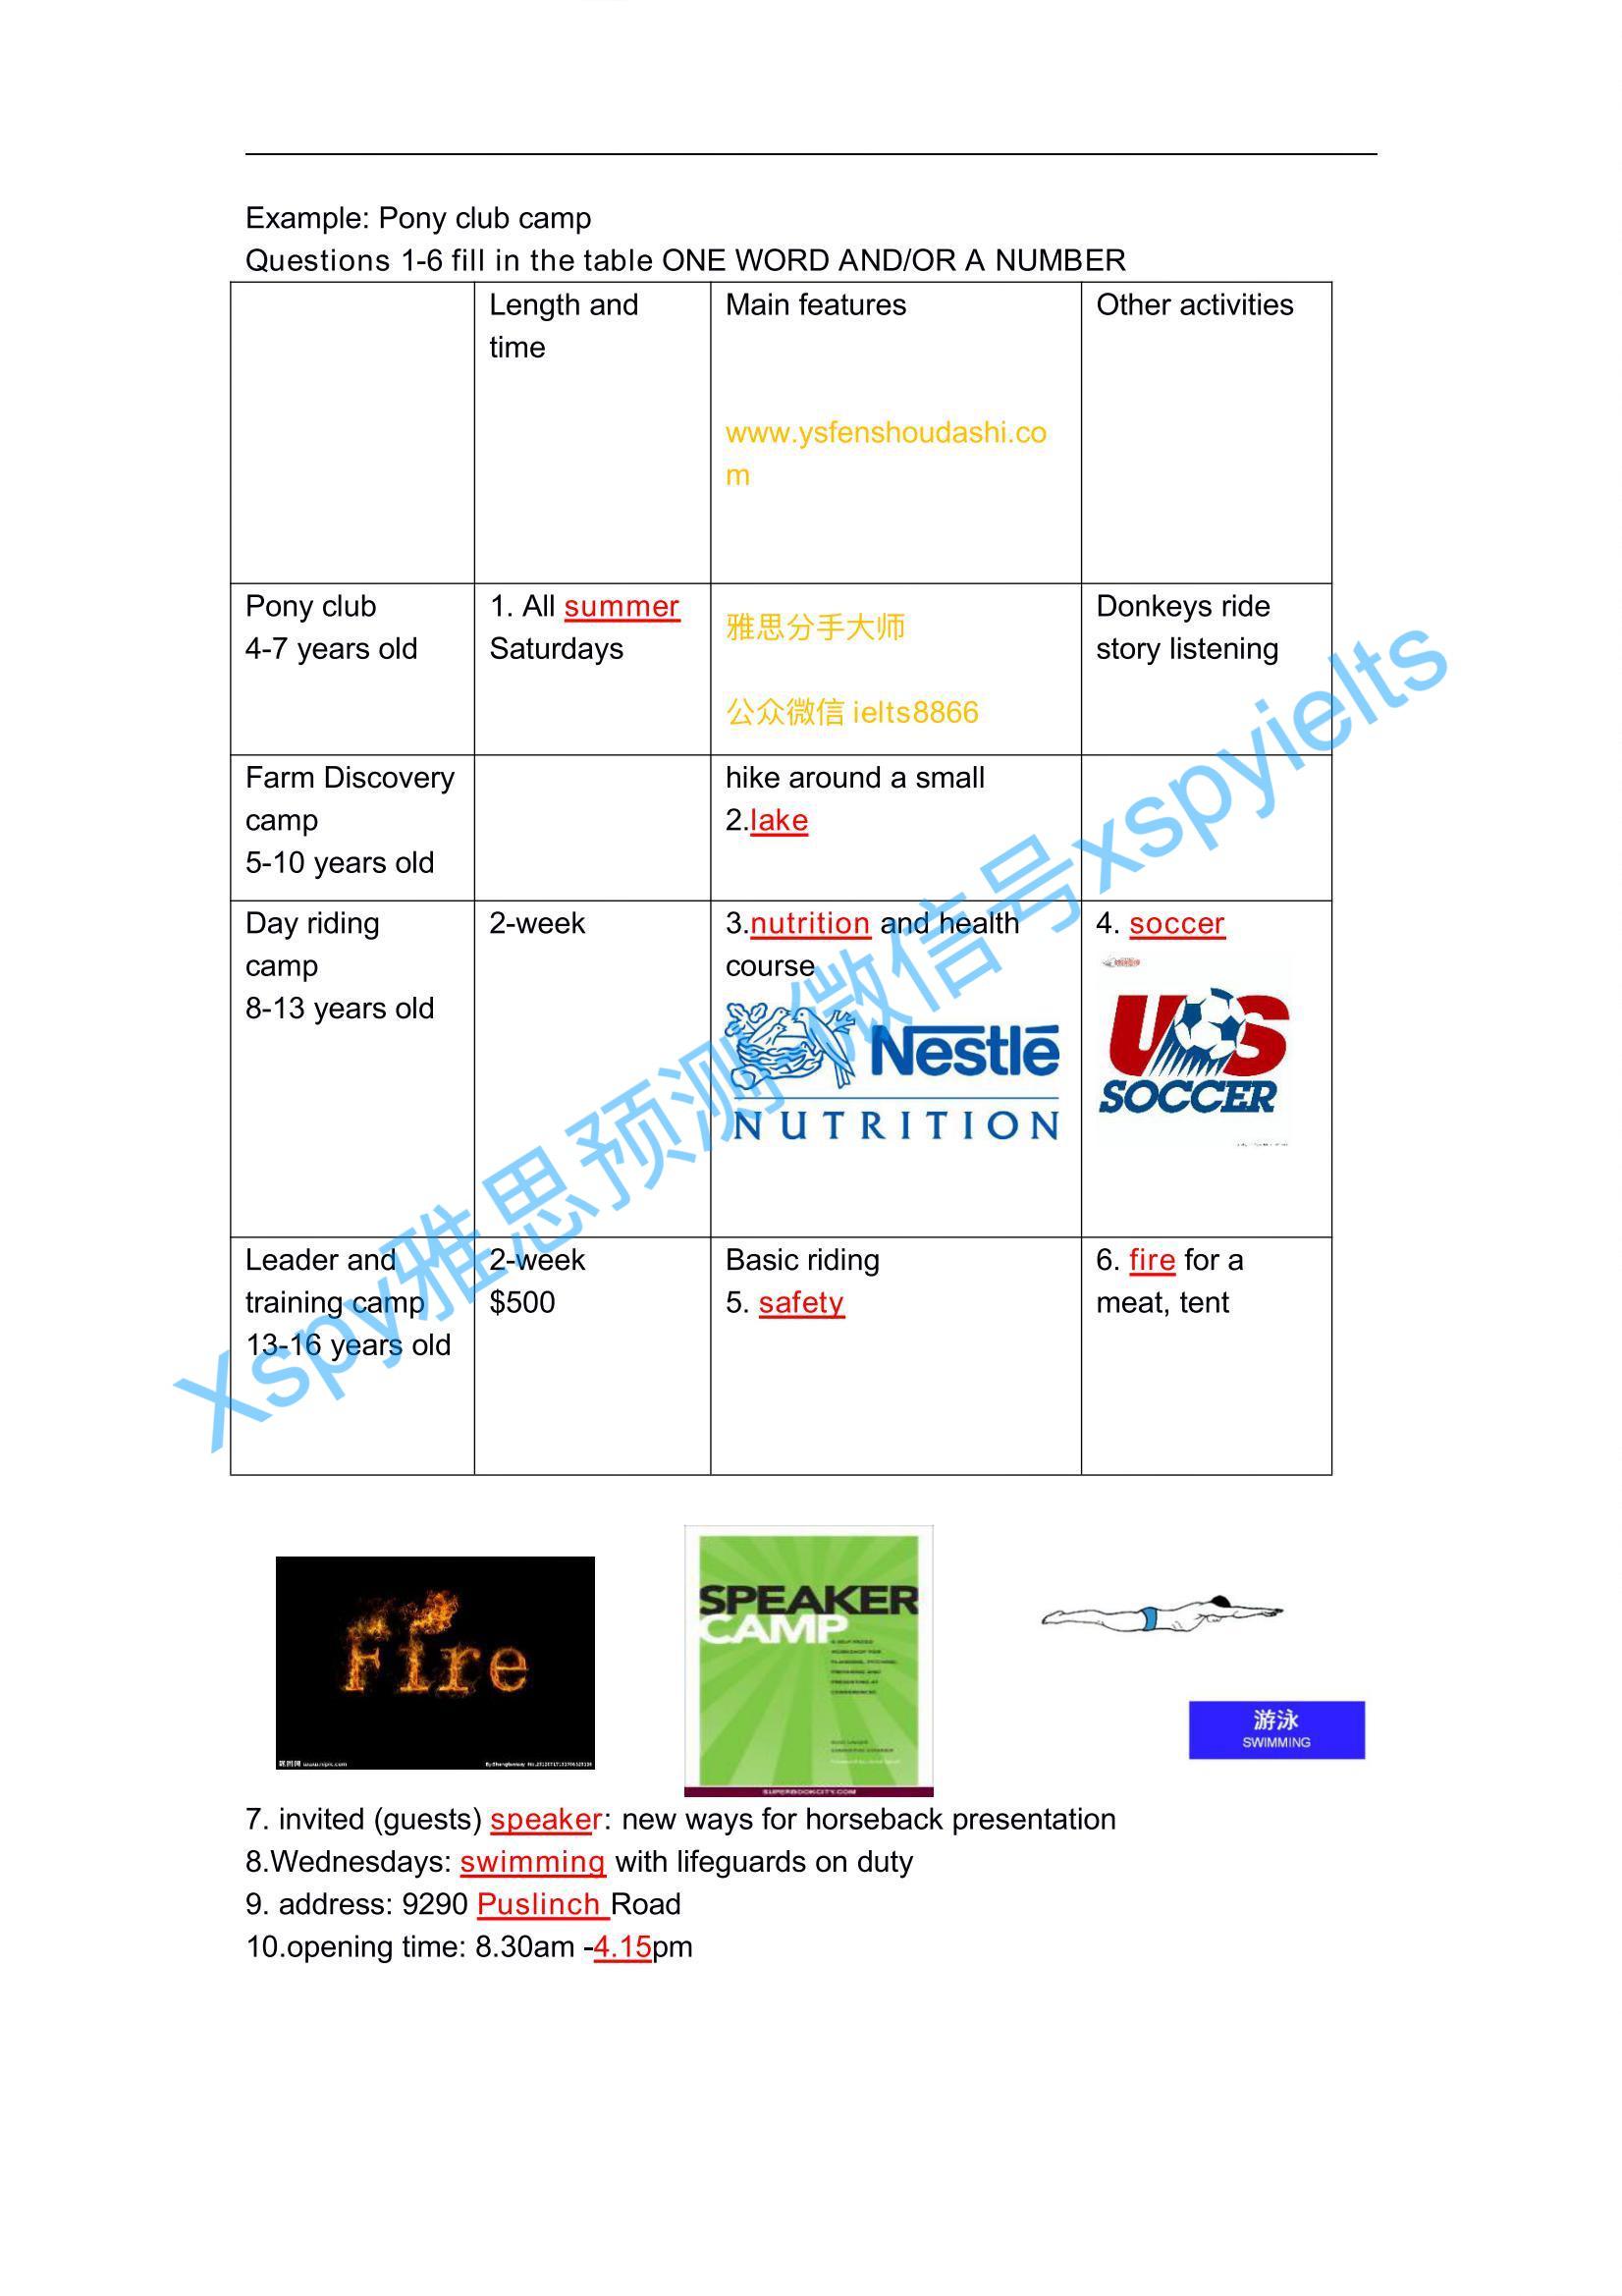 Example: Pony club camp
Questions 1-6 fill in the table ONE WORD AND/OR A NUMBER
Length and
time
Main features
www.ysfenshoudashi.co
m
Other activities
Pony club
4-7 years old
1. All summer
Saturdays
雅思分手大师
公众微信 ielts8866
Donkeys ride
story listening
Farm Discovery
camp
5-10 years old
hike around a small
2.lake
Day riding
camp
8-13 years old
2-week
3.nutrition and health
course
Nestlé
NUTRITION
4. soccer
US
SOCCER
Leader and
training camp
13-16 years old
2-week
$500
Basic riding
5. safety
6. fire for a
meat, tent
Xspy雅思预测 微信号xspyielts
Fire
SPEAKER
CAMP
SUPERBOOKCITY.COM
游泳
SWIMMING
7. invited (guests) speaker: new ways for horseback presentation
8.Wednesdays: swimming with lifeguards on duty
9. address: 9290 Puslinch Road
10.opening time: 8.30am -4.15pm